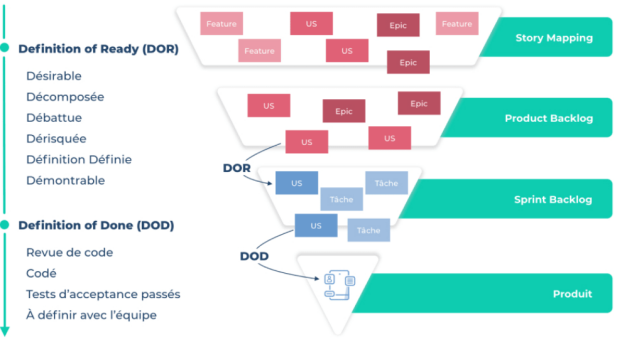 Feature
US
Epic
Feature
Feature
US
Epic
Story Mapping
Definition of Ready (DOR)
Désirable
Décomposée
Débattue
Dérisquée
Définition Définie
Démontrable
US
Epic
Epic
US
US
Product Backlog
DOR
US
Tâche
Tâche
US
Tâche
Sprint Backlog
Definition of Done (DOD)
Revue de code
Codé
Tests d'acceptance passés
À définir avec l'équipe
DOD
Produit